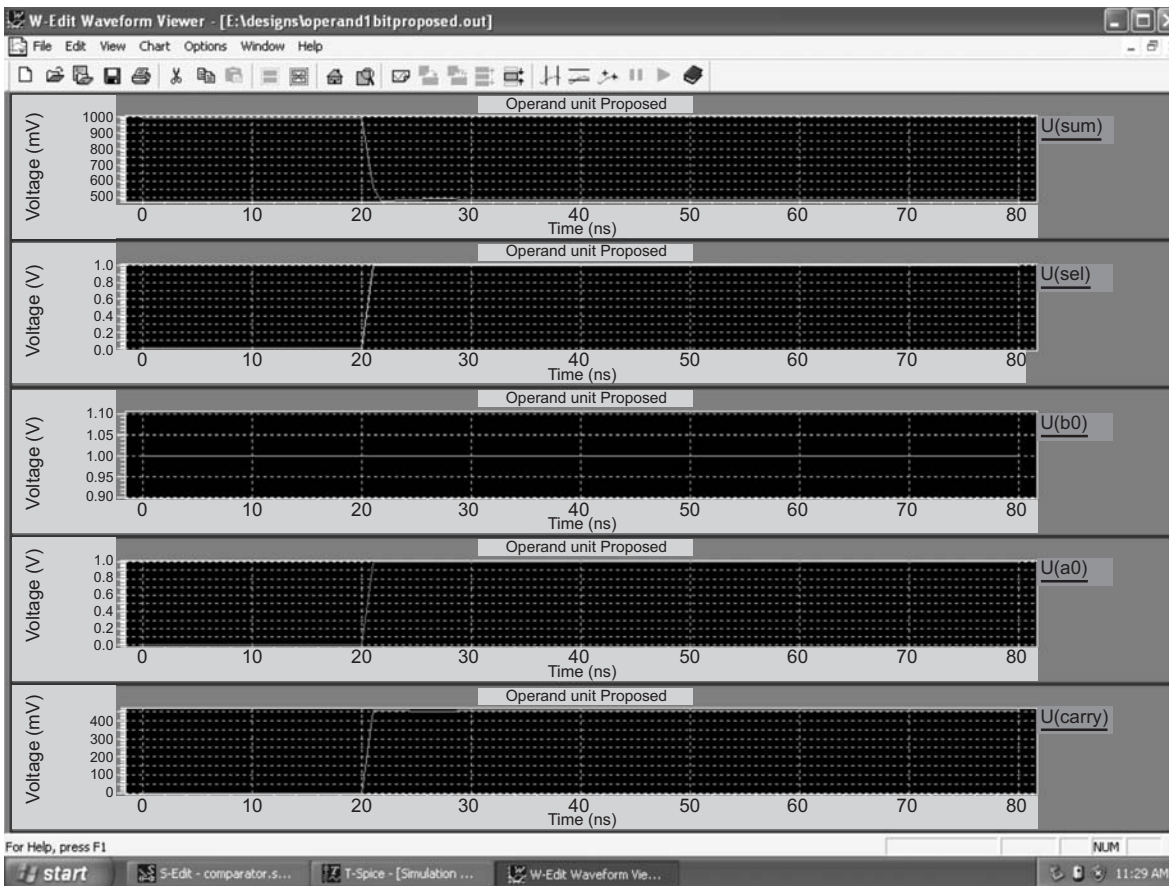 W-Edit Waveform Viewer - [E:\designs\operand1bitproposed.out]
File Edit View Chart Options Window Help
Operand unit Proposed
Voltage (mV)
1000
900
800
700
600
500
U(sum)
0 10 20 30 40 50 60 70 80
Time (ns)
Operand unit Proposed
Voltage (V)
1.0
0.8
0.6
0.4
0.2
0.0
U(sel)
0 10 20 30 40 50 60 70 80
Time (ns)
Operand unit Proposed
Voltage (V)
1.10
1.05
1.00
0.95
0.90
U(b0)
0 10 20 30 40 50 60 70 80
Time (ns)
Operand unit Proposed
Voltage (V)
1.0
0.8
0.6
0.4
0.2
0.0
U(a0)
0 10 20 30 40 50 60 70 80
Time (ns)
Operand unit Proposed
Voltage (mV)
400
300
200
100
0
U(carry)
0 10 20 30 40 50 60 70 80
Time (ns)
For Help, press F1
NUM
start S-Edit - comparator.s... T-Spice - [Simulation ... W-Edit Waveform Vie... 11:29 AM